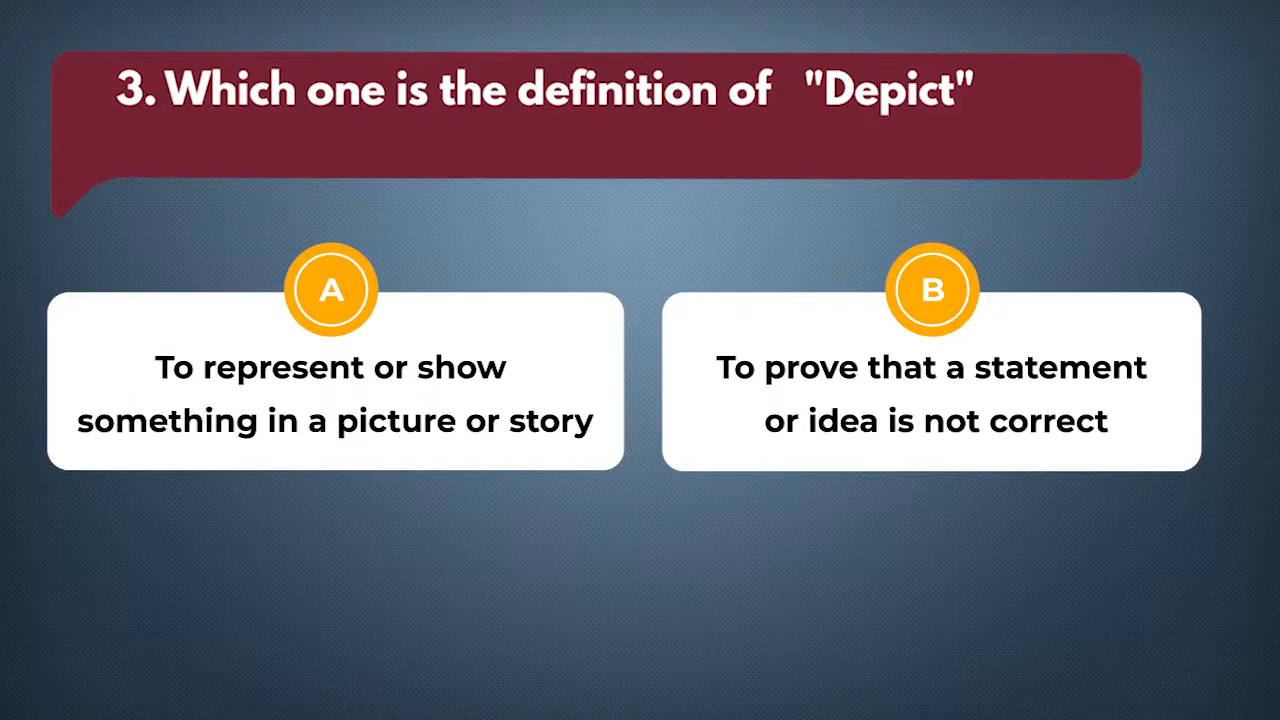 3. Which one is the definition of "Depict"
A
To represent or show
something in a picture or story
B
To prove that a statement
or idea is not correct